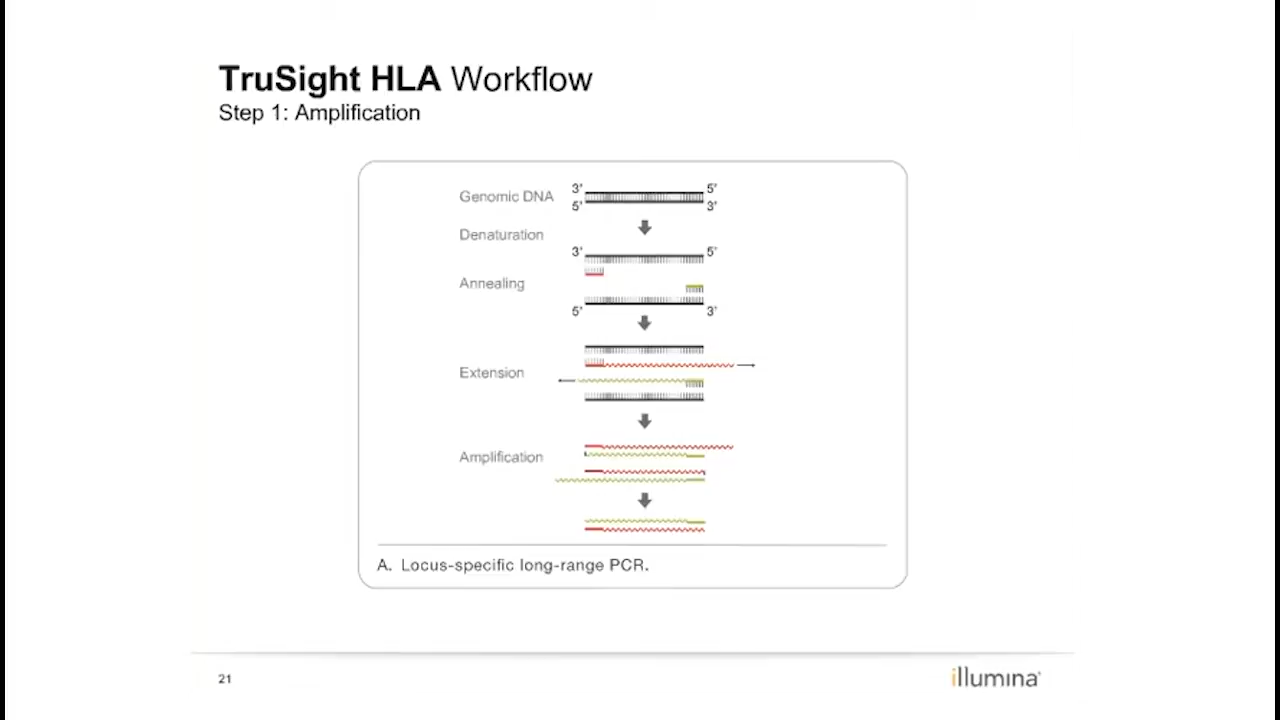 TruSight HLA Workflow
Step 1: Amplification
Genomic DNA
3' 5'
5' 3'
Denaturation
3' 5'
Annealing
5' 3'
Extension
Amplification
A. Locus-specific long-range PCR.
21
illumina®